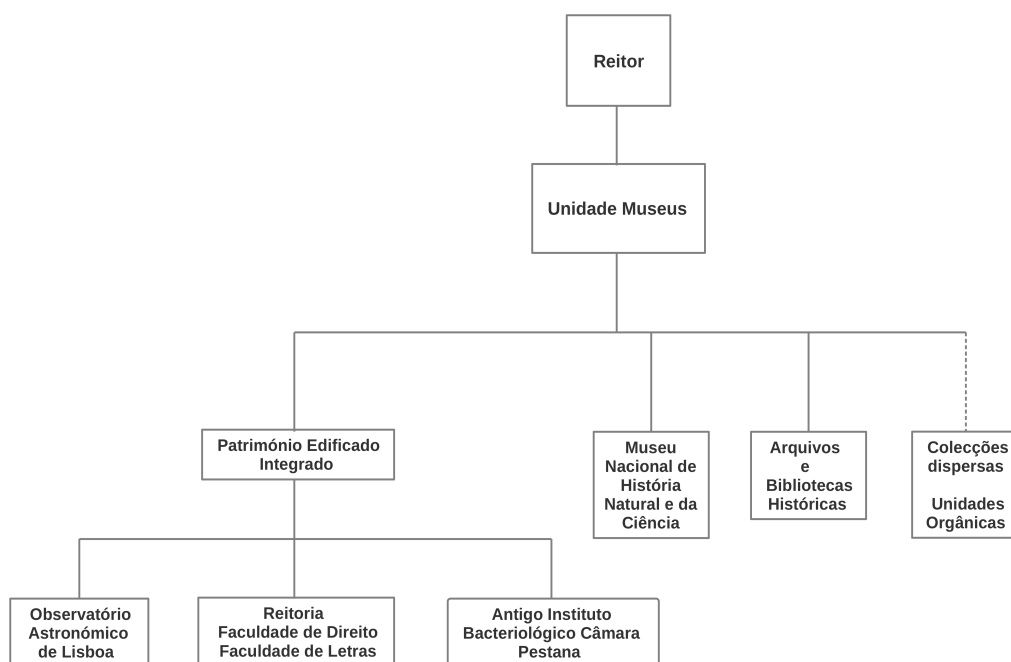 Reitor
Unidade Museus
Património Edificado
Integrado
Museu
Nacional de
História
Natural e da
Ciência
Arquivos
e
Bibliotecas
Históricas
Colecções
dispersas
Unidades
Orgânicas
Observatório
Astronómico
de Lisboa
Reitoria
Faculdade de Direito
Faculdade de Letras
Antigo Instituto
Bacteriológico Câmara
Pestana